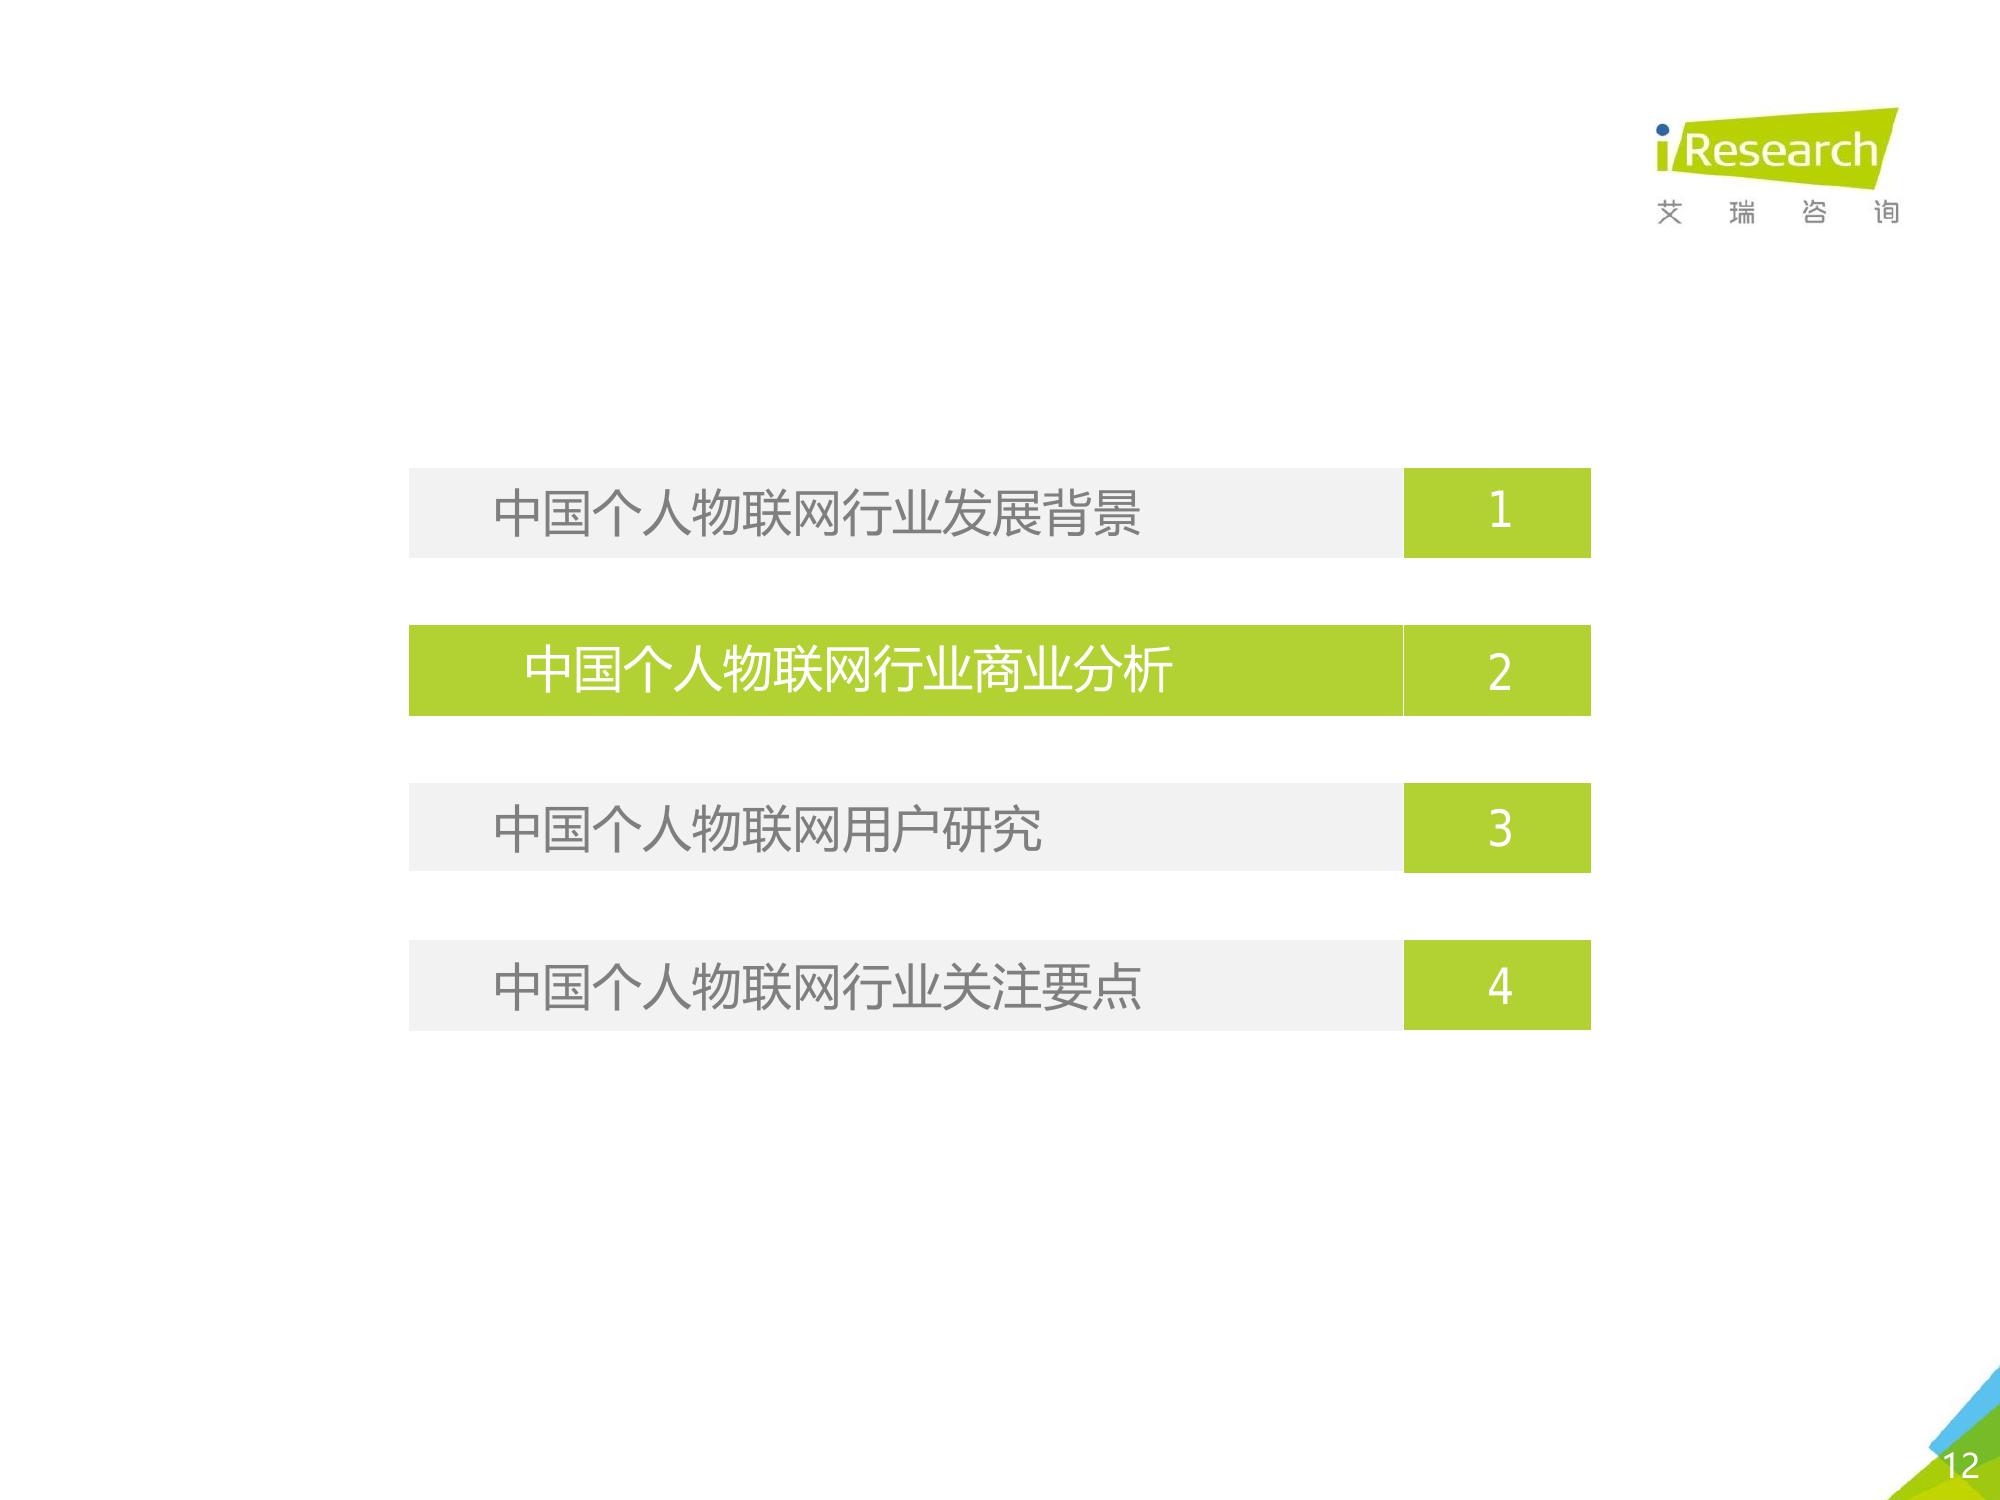 iResearch
艾瑞咨询
中国个人物联网行业发展背景 1
中国个人物联网行业商业分析 2
中国个人物联网用户研究 3
中国个人物联网行业关注要点 4
12